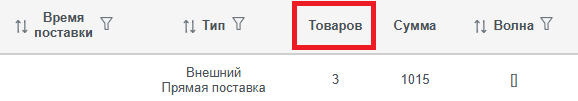 Время поставки
Тип
Товаров
Сумма
Волна
Внешний
Прямая поставка
3
1015
[]